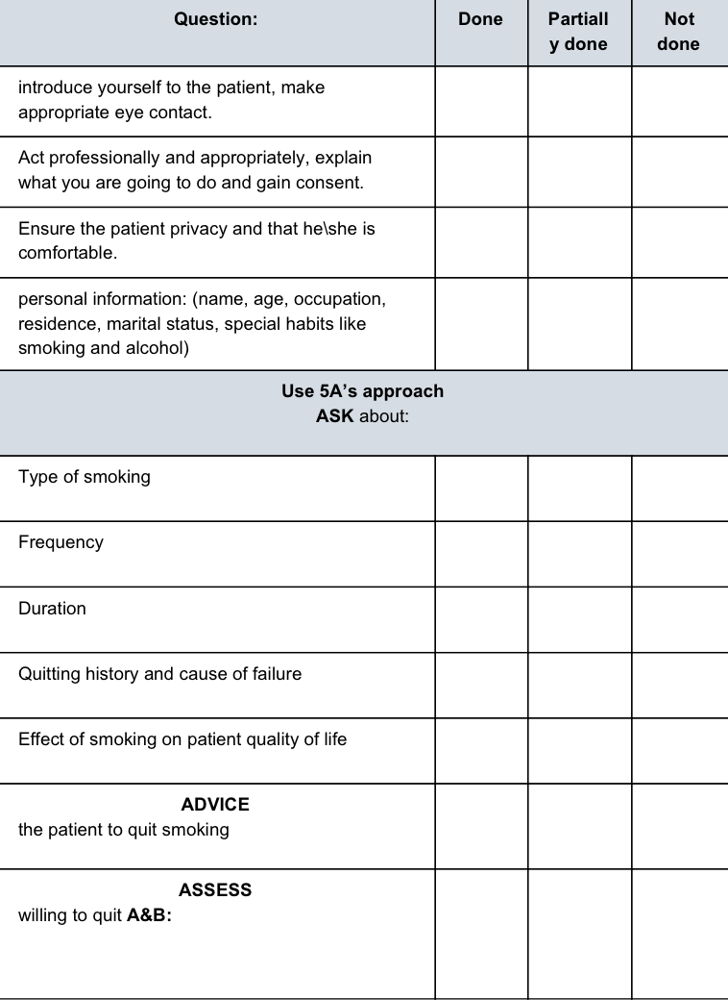 Question:
Done
Partiall
y done
Not
done
introduce yourself to the patient, make
appropriate eye contact.
Act professionally and appropriately, explain
what you are going to do and gain consent.
Ensure the patient privacy and that he\she is
comfortable.
personal information: (name, age, occupation,
residence, marital status, special habits like
smoking and alcohol)
Use 5A’s approach
ASK about:
Type of smoking
Frequency
Duration
Quitting history and cause of failure
Effect of smoking on patient quality of life
ADVICE
the patient to quit smoking
ASSESS
willing to quit A&B: